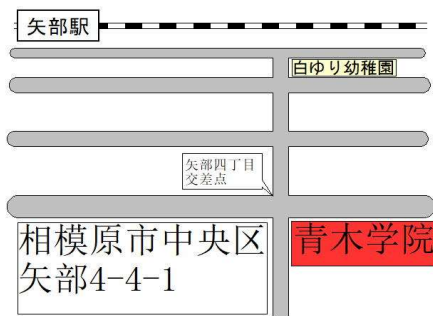 矢部駅
白ゆり幼稚園
矢部四丁目
交差点
相模原市中央区
矢部4-4-1
青木学院